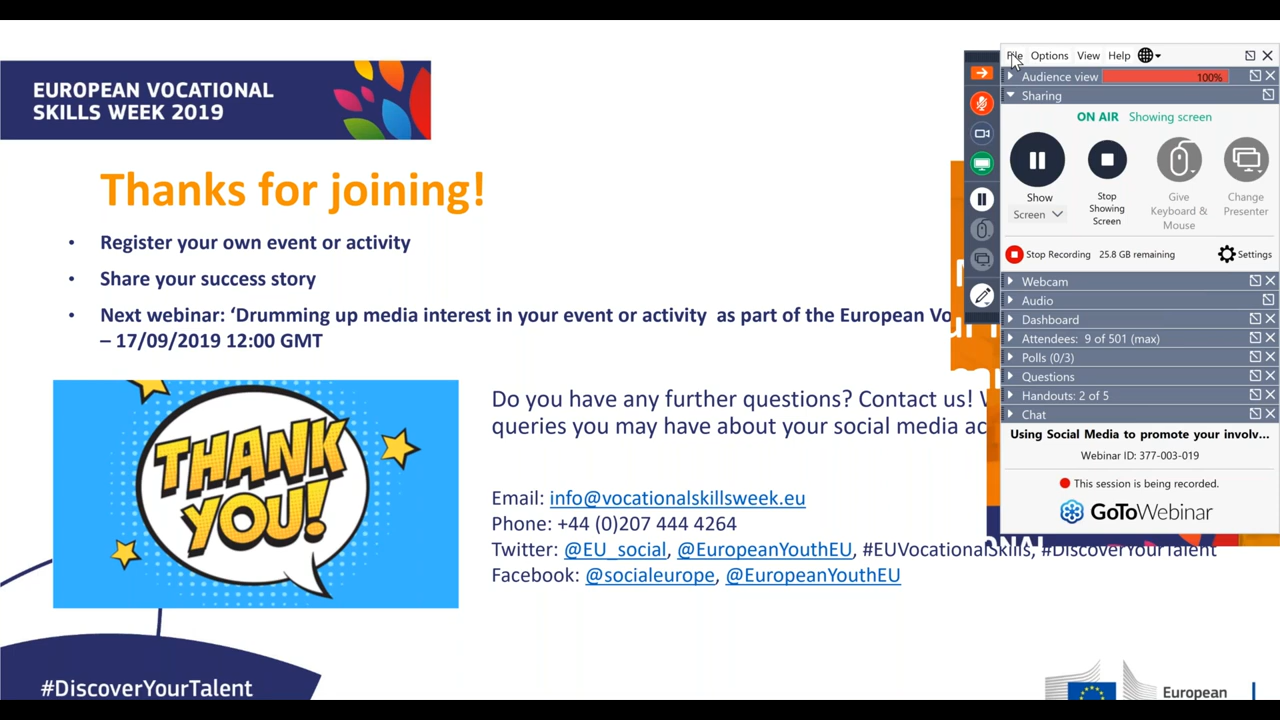 EUROPEAN VOCATIONAL
SKILLS WEEK 2019
Thanks for joining!
• Register your own event or activity
• Share your success story
• Next webinar: ‘Drumming up media interest in your event or activity as part of the European Vo
– 17/09/2019 12:00 GMT
THANK
YOU!
Do you have any further questions? Contact us!
queries you may have about your social media ac
Email: info@vocationalskillsweek.eu
Phone: +44 (0)207 444 4264
Twitter: @EU_social, @EuropeanYouthEU, #EUVocationalSkills, #DiscoverYourTalent
Facebook: @socialeurope, @EuropeanYouthEU
#DiscoverYourTalent
European
File Options View Help
Audience view 100%
Sharing
ON AIR Showing screen
Show
Screen
Stop
Showing
Screen
Give
Keyboard &
Mouse
Change
Presenter
Stop Recording 25.8 GB remaining Settings
Webcam
Audio
Dashboard
Attendees: 9 of 501 (max)
Polls (0/3)
Questions
Handouts: 2 of 5
Chat
Using Social Media to promote your involv...
Webinar ID: 377-003-019
This session is being recorded.
GoToWebinar